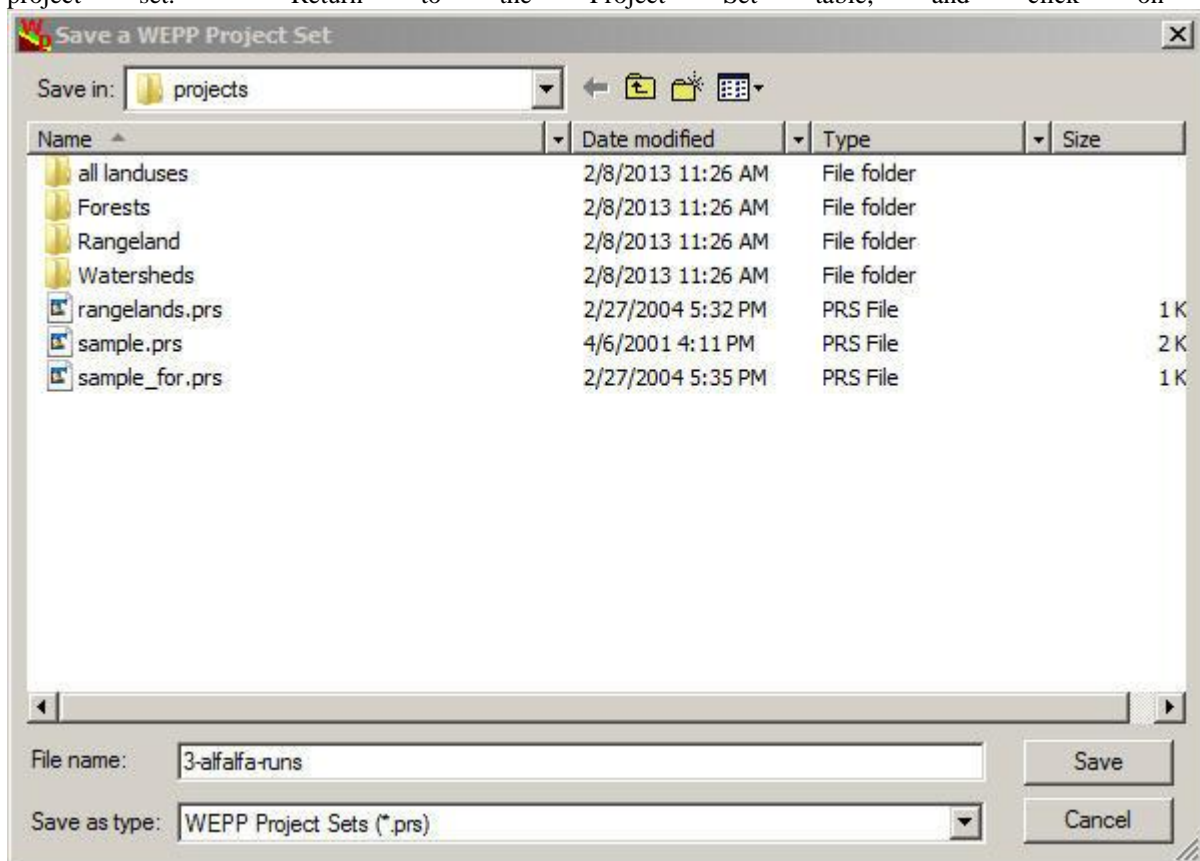 project set. Return to the Project Set table, and click on
Save a WEPP Project Set
Save in: projects
Name Date modified Type Size
all landuses 2/8/2013 11:26 AM File folder
Forests 2/8/2013 11:26 AM File folder
Rangeland 2/8/2013 11:26 AM File folder
Watersheds 2/8/2013 11:26 AM File folder
rangelands.prs 2/27/2004 5:32 PM PRS File 1 K
sample.prs 4/6/2001 4:11 PM PRS File 2 K
sample_for.prs 2/27/2004 5:35 PM PRS File 1 K
File name: 3-alfalfa-runs Save
Save as type: WEPP Project Sets (*.prs) Cancel